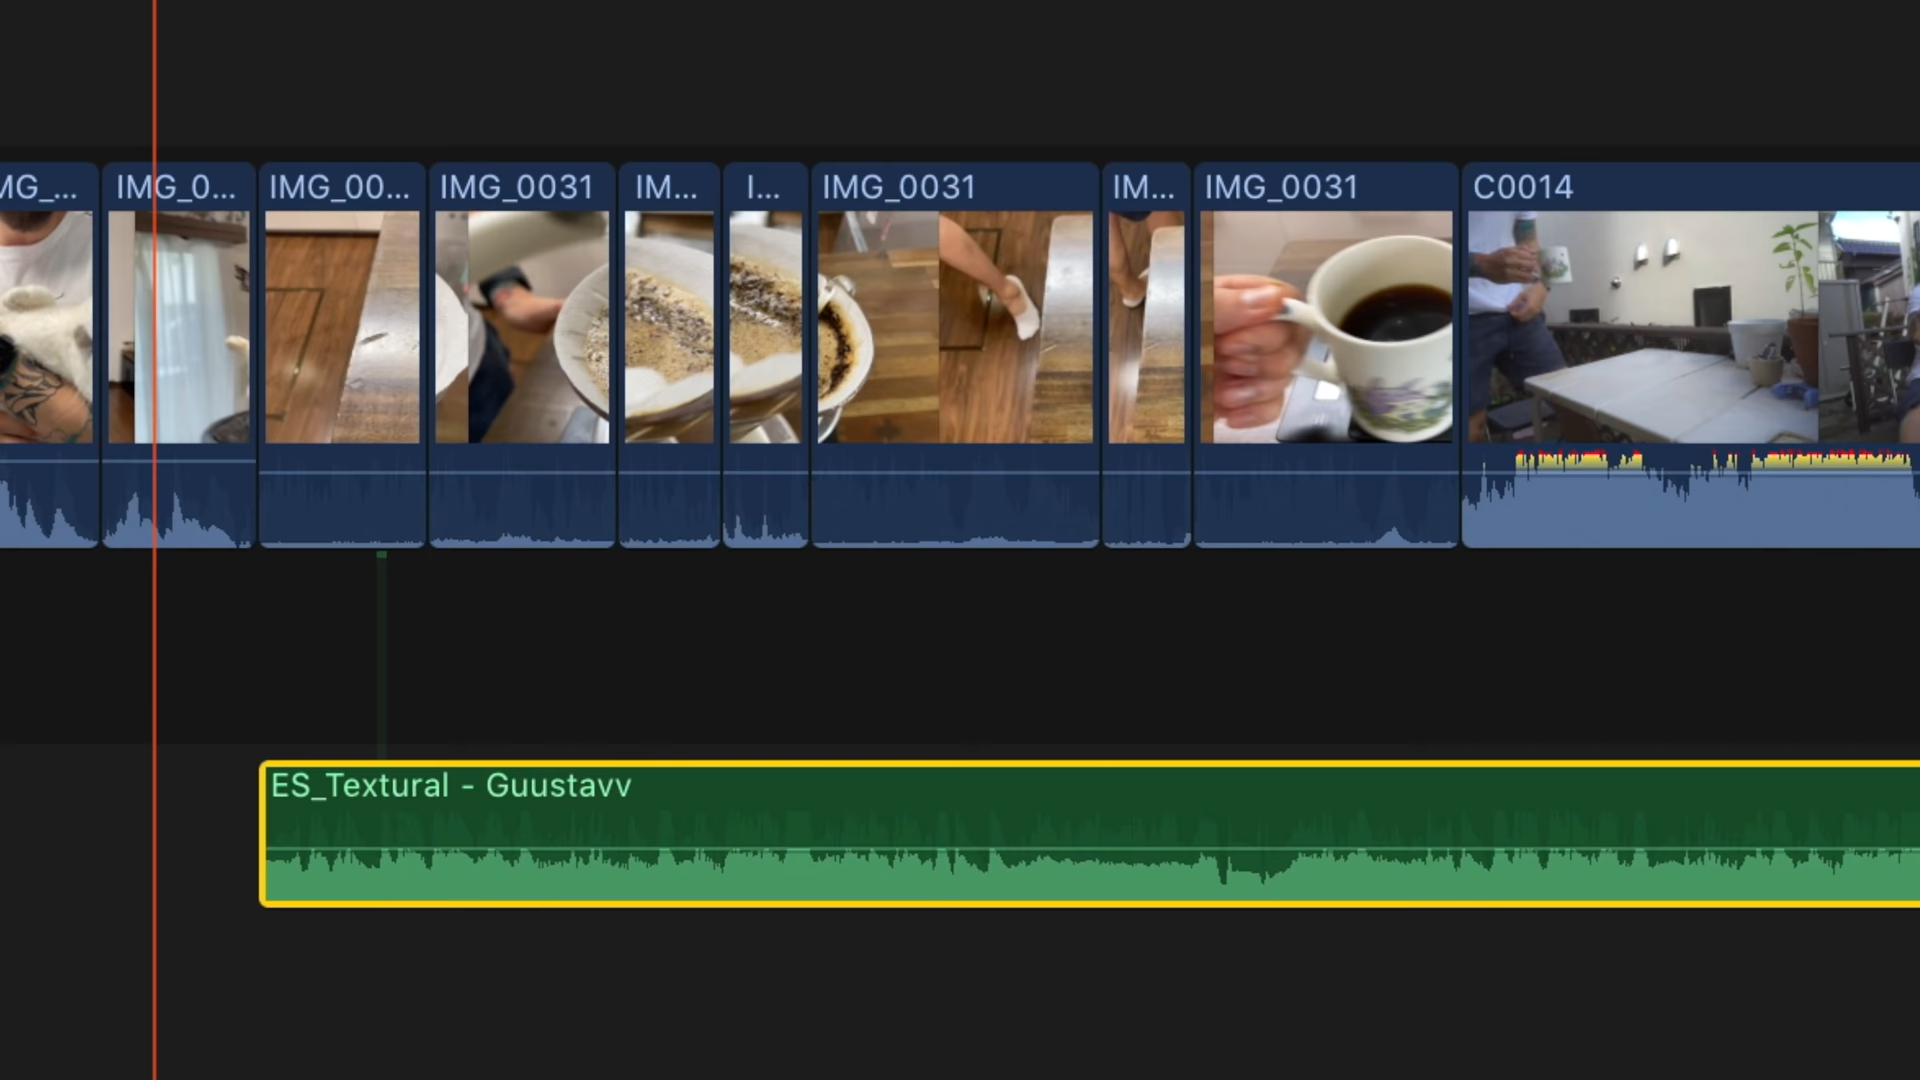 MG_...
IMG_0...
IMG_00...
IMG_0031
IM...
I...
IMG_0031
IM...
IMG_0031
C0014
ES_Textural - Guustavv